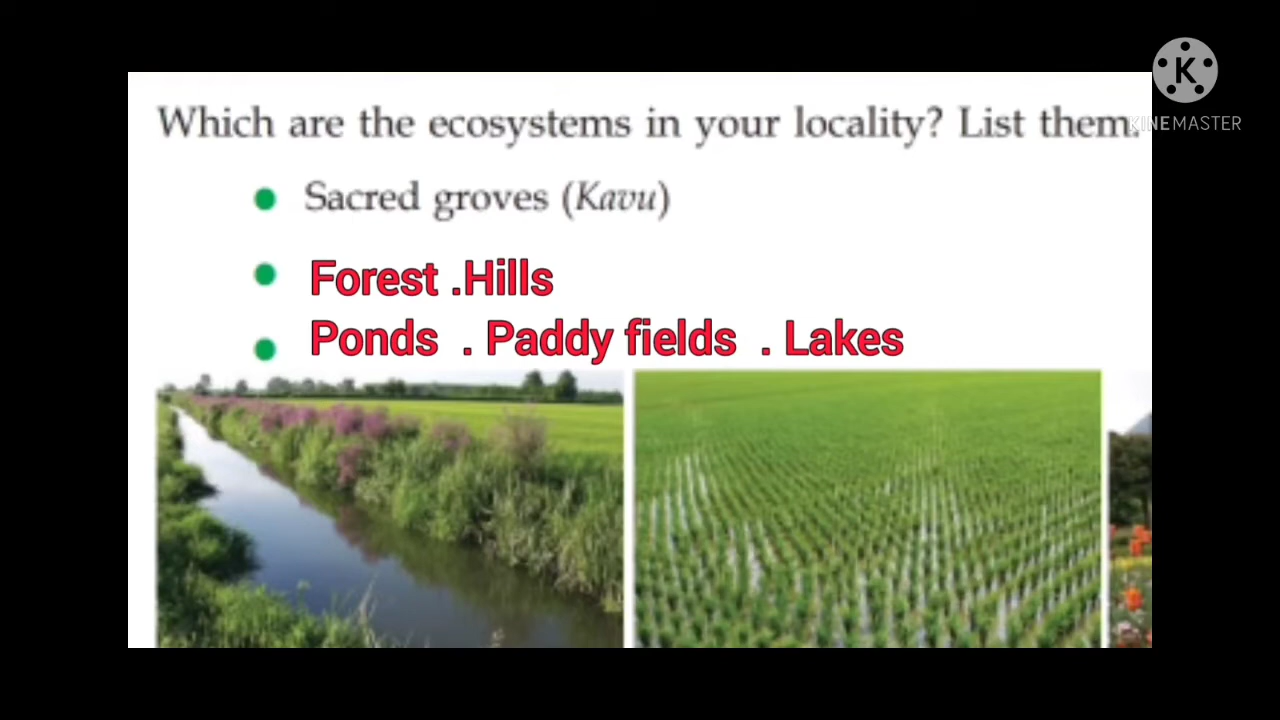 K
KINEMASTER
Which are the ecosystems in your locality? List them.
Sacred groves (Kavu)
Forest .Hills
Ponds . Paddy fields . Lakes